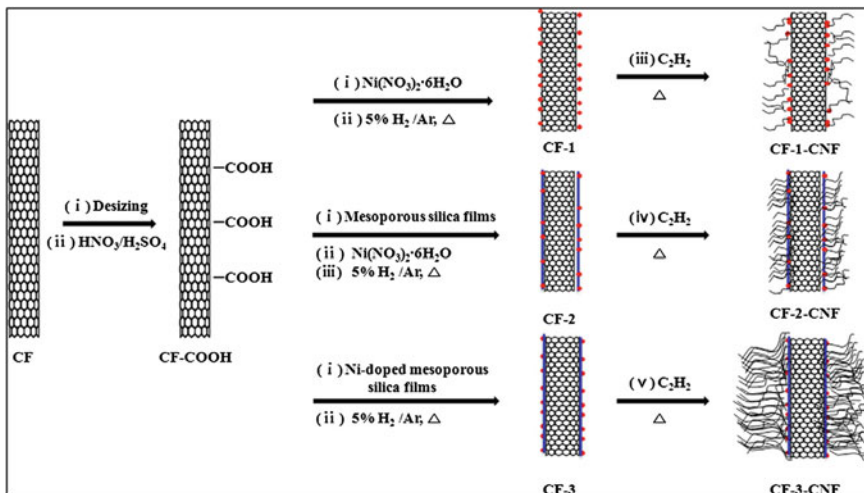 CF
(ⅰ) Desizing
(ⅱ) HNO₃/H₂SO₄
CF-COOH
—COOH
—COOH
—COOH
(ⅰ) Ni(NO₃)₂·6H₂O
(ⅱ) 5% H₂ /Ar, △
CF-1
(ⅲ) C₂H₂
△
CF-1-CNF
(ⅰ) Mesoporous silica films
(ⅱ) Ni(NO₃)₂·6H₂O
(ⅲ) 5% H₂ /Ar, △
CF-2
(ⅳ) C₂H₂
△
CF-2-CNF
(ⅰ) Ni-doped mesoporous
silica films
(ⅱ) 5% H₂ /Ar, △
CF-3
(ⅴ) C₂H₂
△
CF-3-CNF